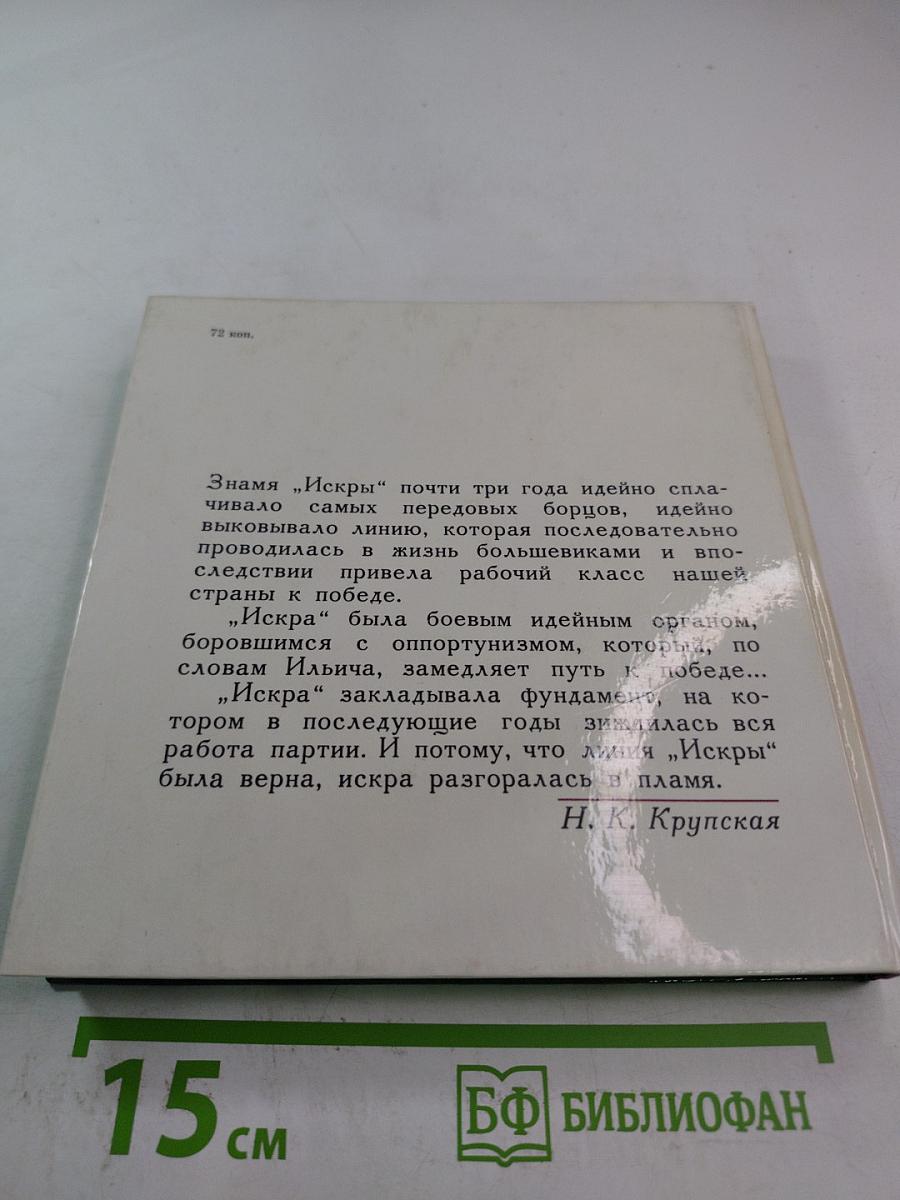 72 коп.
Знамя „Искры“ почти три года идейно спла-
чивало самых передовых борцов, идейно
выковывало линию, которая последовательно
проводилась в жизнь большевиками и впо-
следствии привела рабочий класс нашей
страны к победе.
„Искра“ была боевым идейным органом,
боровшимся с оппортунизмом, который, по
словам Ильича, замедляет путь к победе...
„Искра“ закладывала фундамент, на ко-
тором в последующие годы зиждилась вся
работа партии. И потому, что линия „Искры“
была верна, искра разгоралась в пламя.
Н. К. Крупская
15 см
БФ БИБЛИОФАН